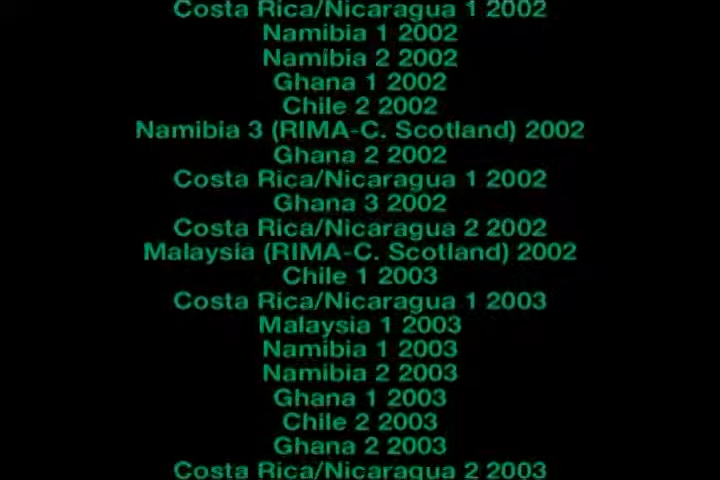 Costa Rica/Nicaragua 1 2002
Namibia 1 2002
Namibia 2 2002
Ghana 1 2002
Chile 2 2002
Namibia 3 (RIMA-C. Scotland) 2002
Ghana 2 2002
Costa Rica/Nicaragua 1 2002
Ghana 3 2002
Costa Rica/Nicaragua 2 2002
Malaysia (RIMA-C. Scotland) 2002
Chile 1 2003
Costa Rica/Nicaragua 1 2003
Malaysia 1 2003
Namibia 1 2003
Namibia 2 2003
Ghana 1 2003
Chile 2 2003
Ghana 2 2003
Costa Rica/Nicaragua 2 2003